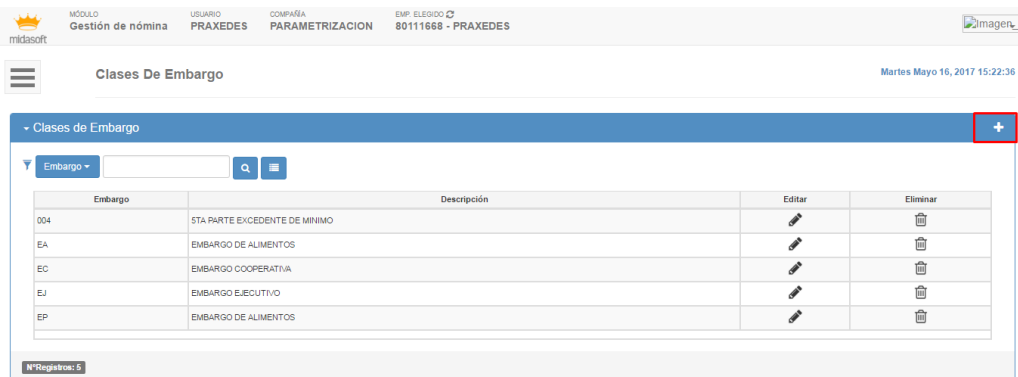 midasoft
MÓDULO
Gestión de nómina
USUARIO
PRAXEDES
COMPAÑÍA
PARAMETRIZACION
EMP. ELEGIDO
80111668 - PRAXEDES
Imagen
Clases De Embargo
Martes Mayo 16, 2017 15:22:36
Clases de Embargo
Embargo
Embargo Descripción Editar Eliminar
004 5TA PARTE EXCEDENTE DE MINIMO
EA EMBARGO DE ALIMENTOS
EC EMBARGO COOPERATIVA
EJ EMBARGO EJECUTIVO
EP EMBARGO DE ALIMENTOS
N°Registros: 5